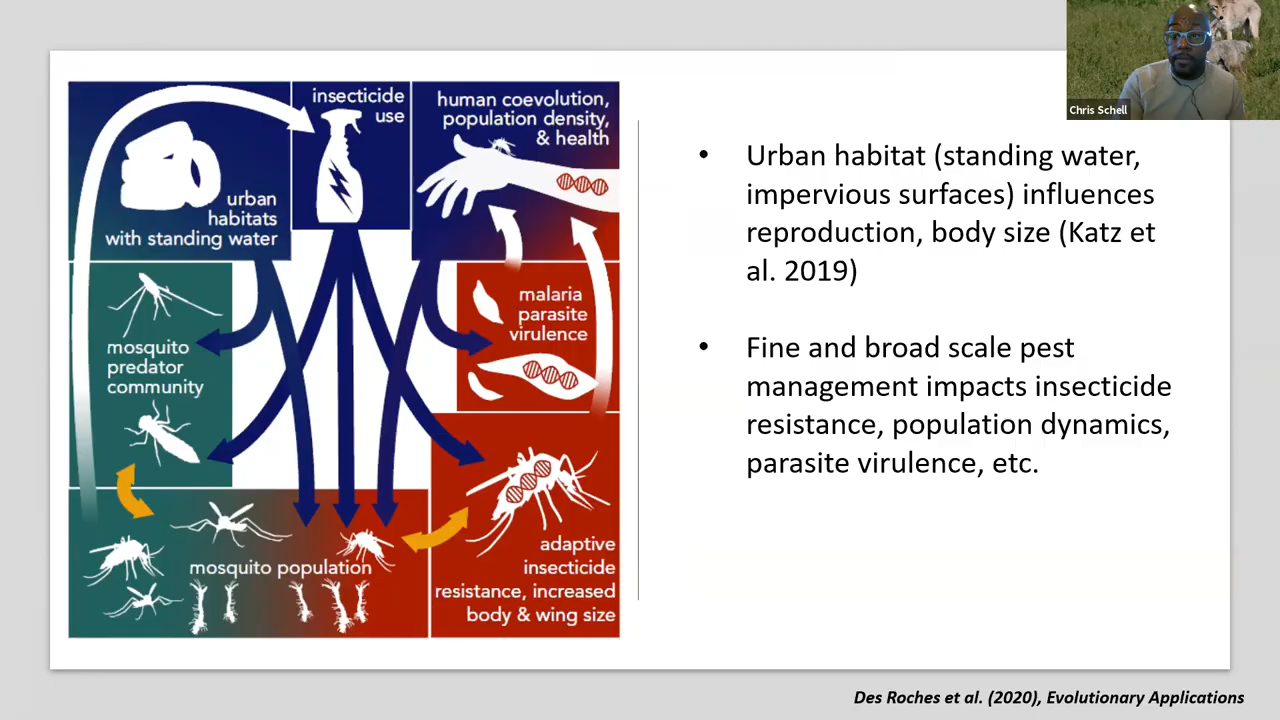 insecticide
use
human coevolution,
population density,
& health
urban
habitats
with standing water
malaria
parasite
virulence
mosquito
predator
community
mosquito population
adaptive
insecticide
resistance, increased
body & wing size
• Urban habitat (standing water,
impervious surfaces) influences
reproduction, body size (Katz et
al. 2019)
• Fine and broad scale pest
management impacts insecticide
resistance, population dynamics,
parasite virulence, etc.
Chris Schell
Des Roches et al. (2020), Evolutionary Applications